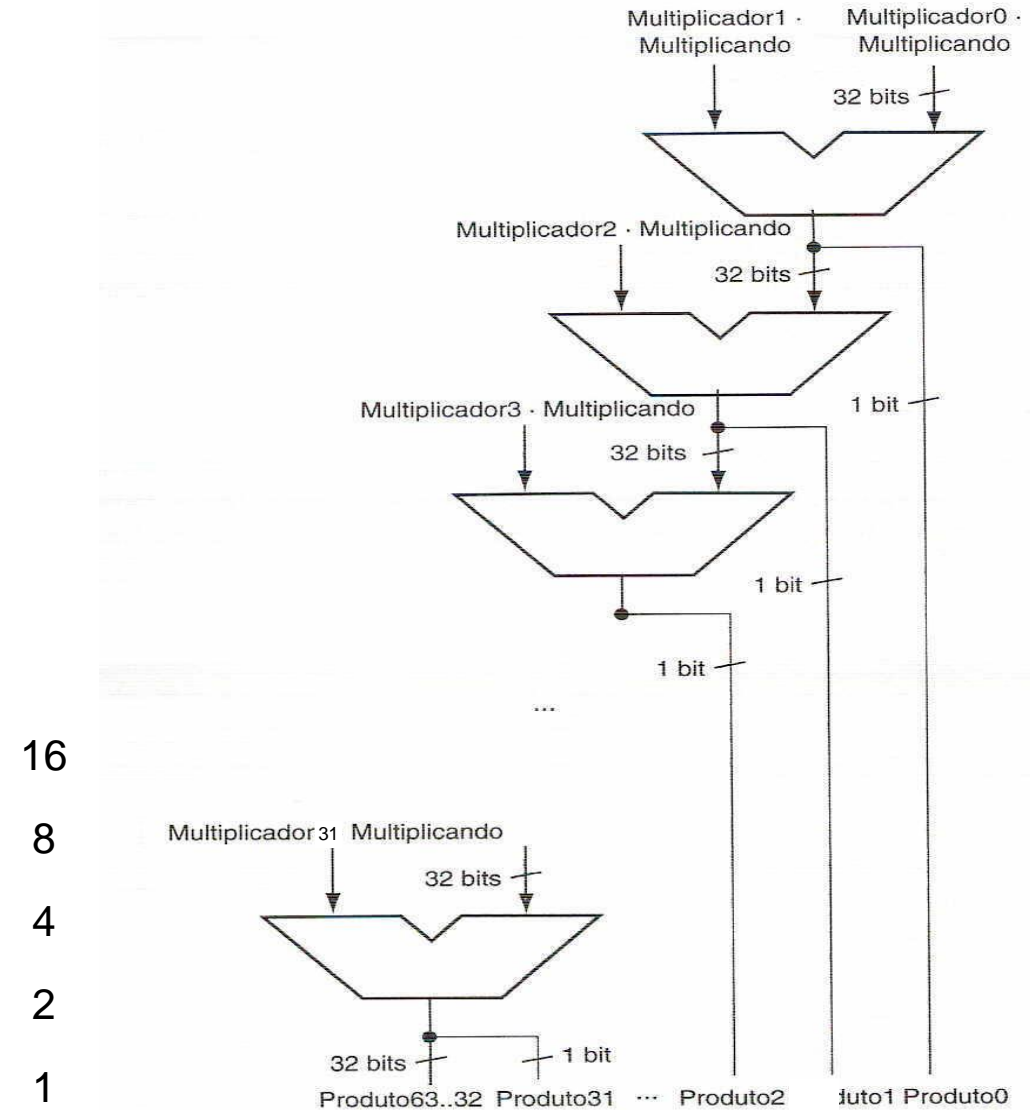 Multiplicador1 · Multiplicador0 ·
Multiplicando Multiplicando
32 bits
Multiplicador2 · Multiplicando
32 bits
1 bit
Multiplicador3 · Multiplicando
32 bits
1 bit
1 bit
...
16
8
Multiplicador 31 Multiplicando
32 bits
4
2
32 bits
1 bit
1
Produto63..32 Produto31 ... Produto2 duto1 Produto0